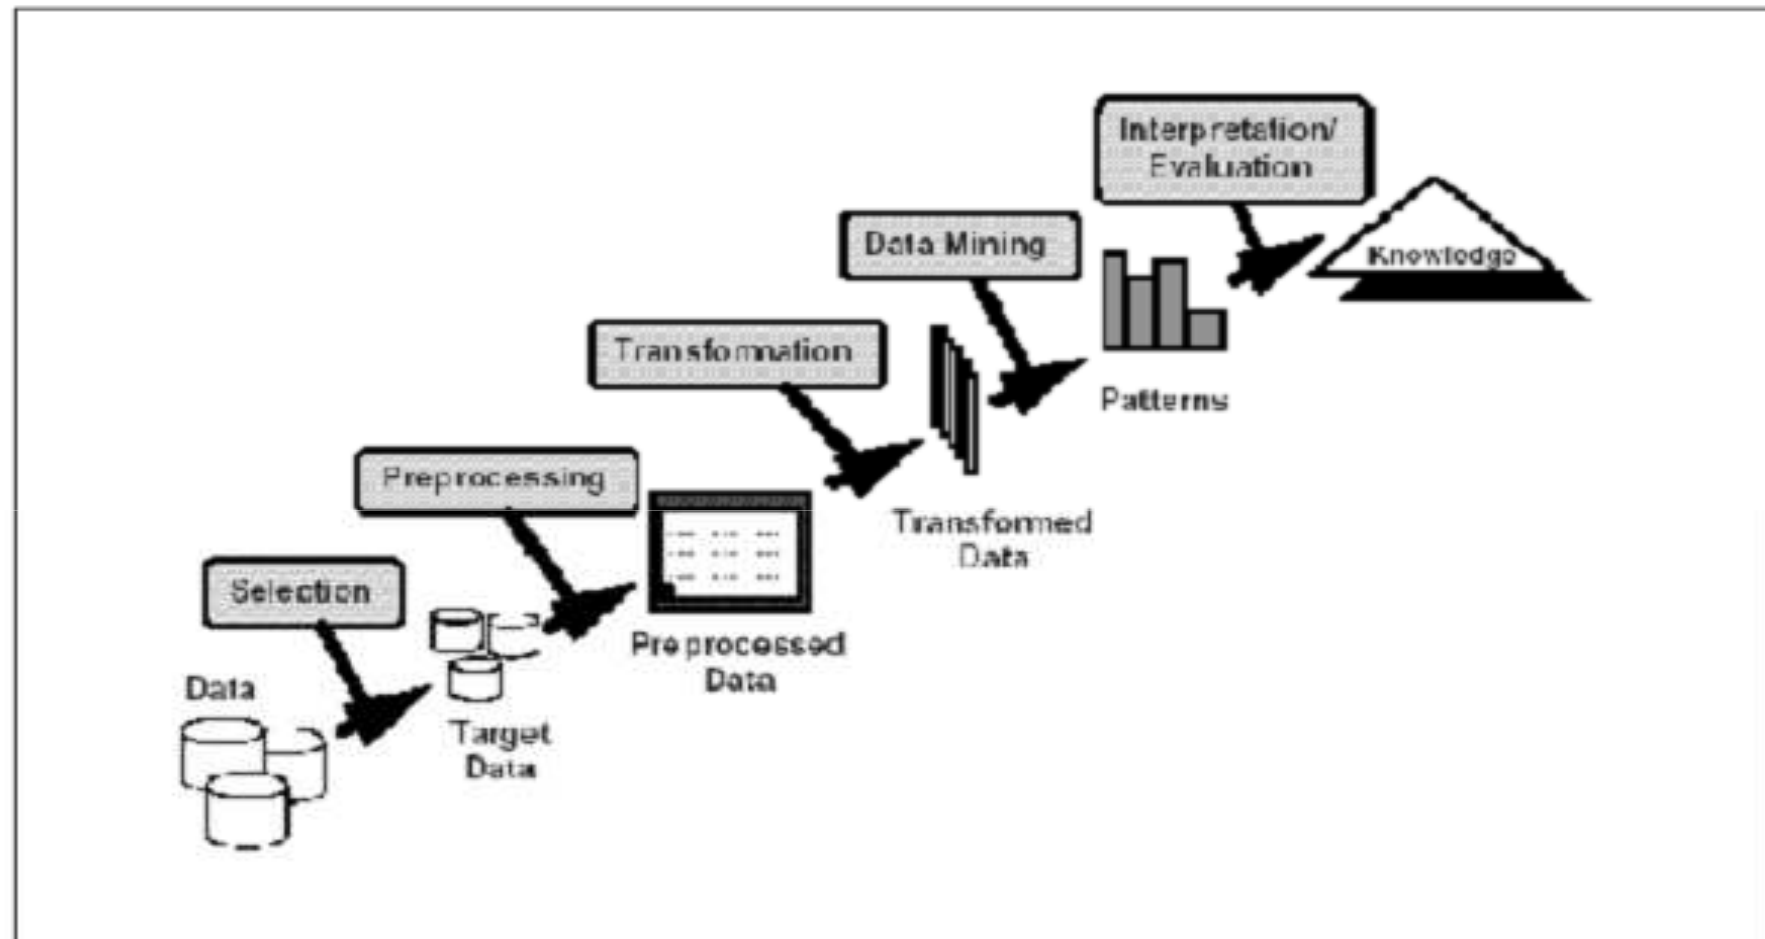 Interpretation/
Evaluation
Knowledge
Data Mining
Patterns
Transformation
Transformed
Data
Preprocessing
Preprocessed
Data
Selection
Target
Data
Data